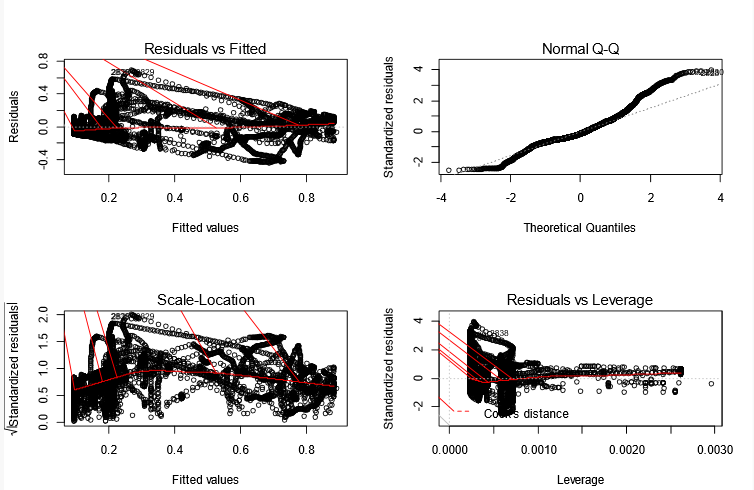 Residuals vs Fitted
Residuals
0.8
0.4
0.0
-0.4
0.2
0.4
0.6
0.8
Fitted values
Normal Q-Q
Standardized residuals
4
2
0
-2
-4
-2
0
2
4
Theoretical Quantiles
Scale-Location
√|Standardized residuals|
2.0
1.5
1.0
0.5
0.0
0.2
0.4
0.6
0.8
Fitted values
Residuals vs Leverage
Standardized residuals
4
2
0
-2
2838
Cook's distance
0.0000
0.0010
0.0020
0.0030
Leverage